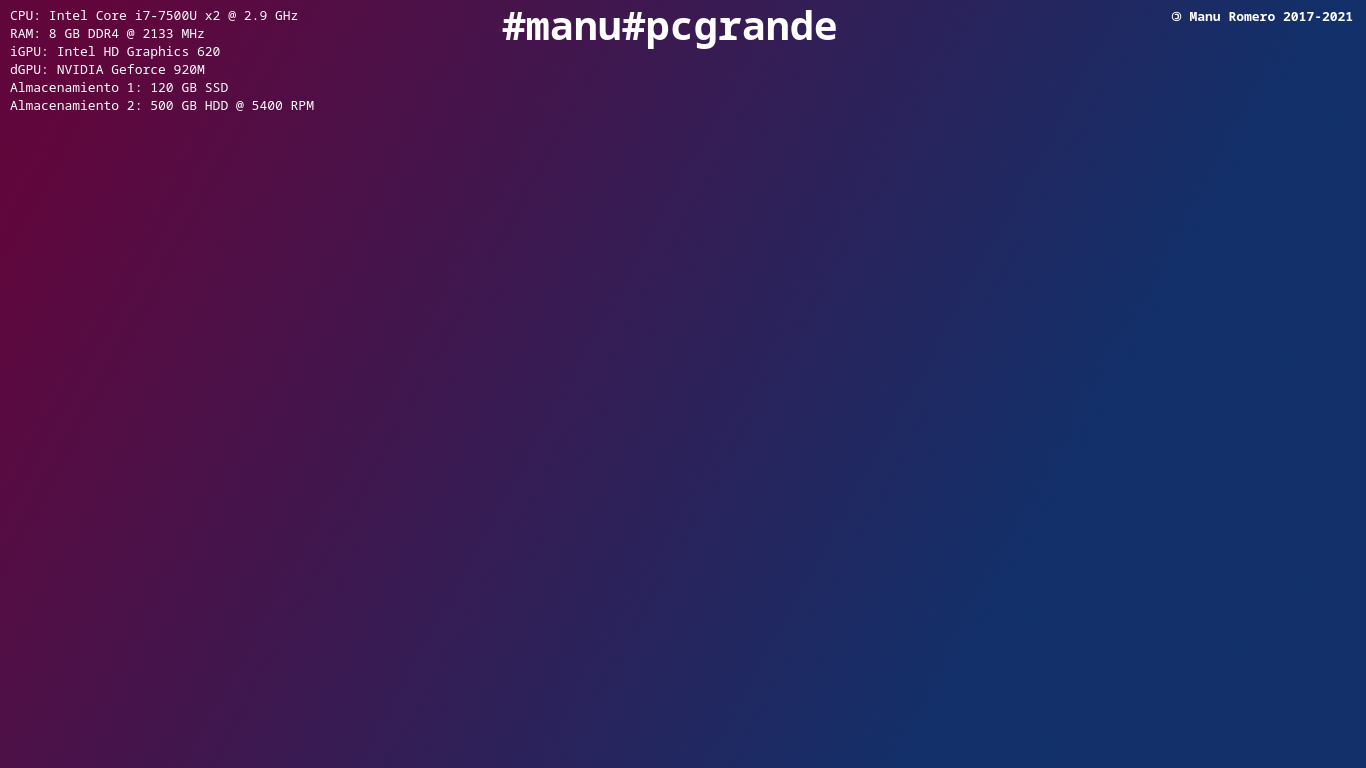 CPU: Intel Core i7-7500U x2 @ 2.9 GHz
RAM: 8 GB DDR4 @ 2133 MHz
iGPU: Intel HD Graphics 620
dGPU: NVIDIA Geforce 920M
Almacenamiento 1: 120 GB SSD
Almacenamiento 2: 500 GB HDD @ 5400 RPM
#manu#pcgrande
🄯 Manu Romero 2017-2021